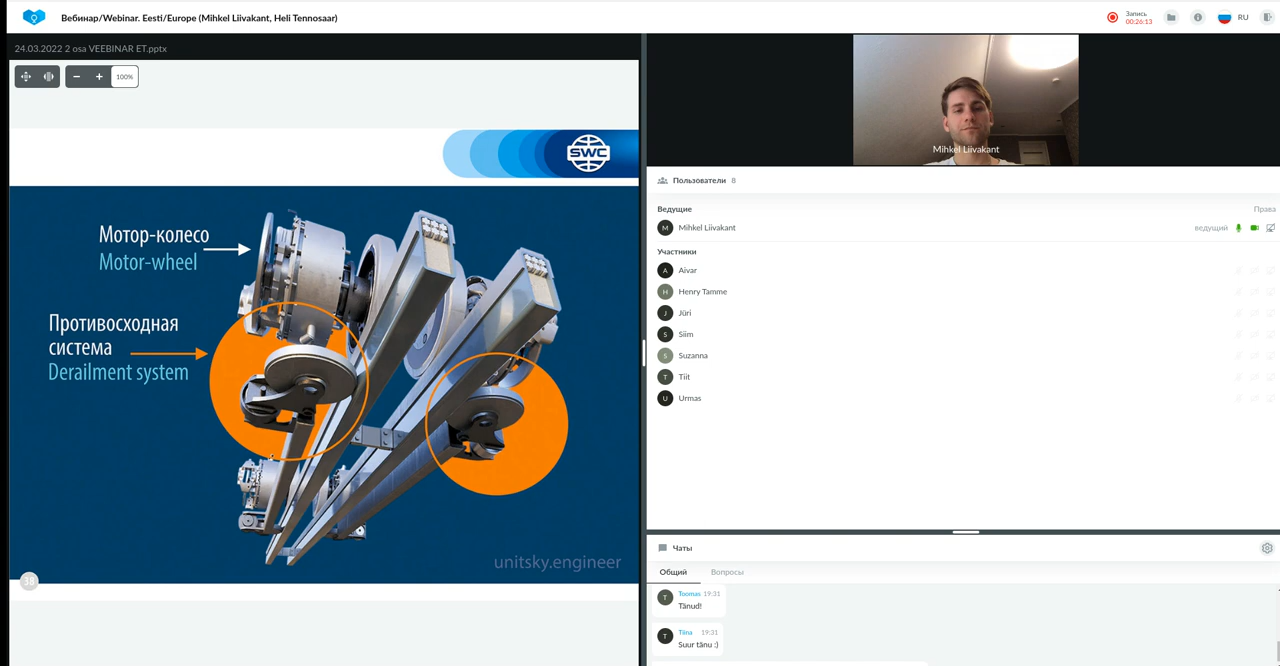 Вебинар/Webinar. Eesti/Europe (Mihkel Liivakant, Heli Tennosaar)
Запись
00:26:13
RU
24.03.2022 2 osa VEEBINAR ET.pptx
100%
SWC
Мотор-колесо
Motor-wheel
Противосходная
система
Derailment system
unitsky.engineer
38
Mihkel Liivakant
Пользователи 8
Ведущие Права
M Mihkel Liivakant ведущий
Участники
A Aivar
H Henry Tamme
J Jüri
S Siim
S Suzanna
T Tiit
U Urmas
Чаты
Общий Вопросы
T Toomas 19:31
Tänud!
T Tiina 19:31
Suur tänu :)